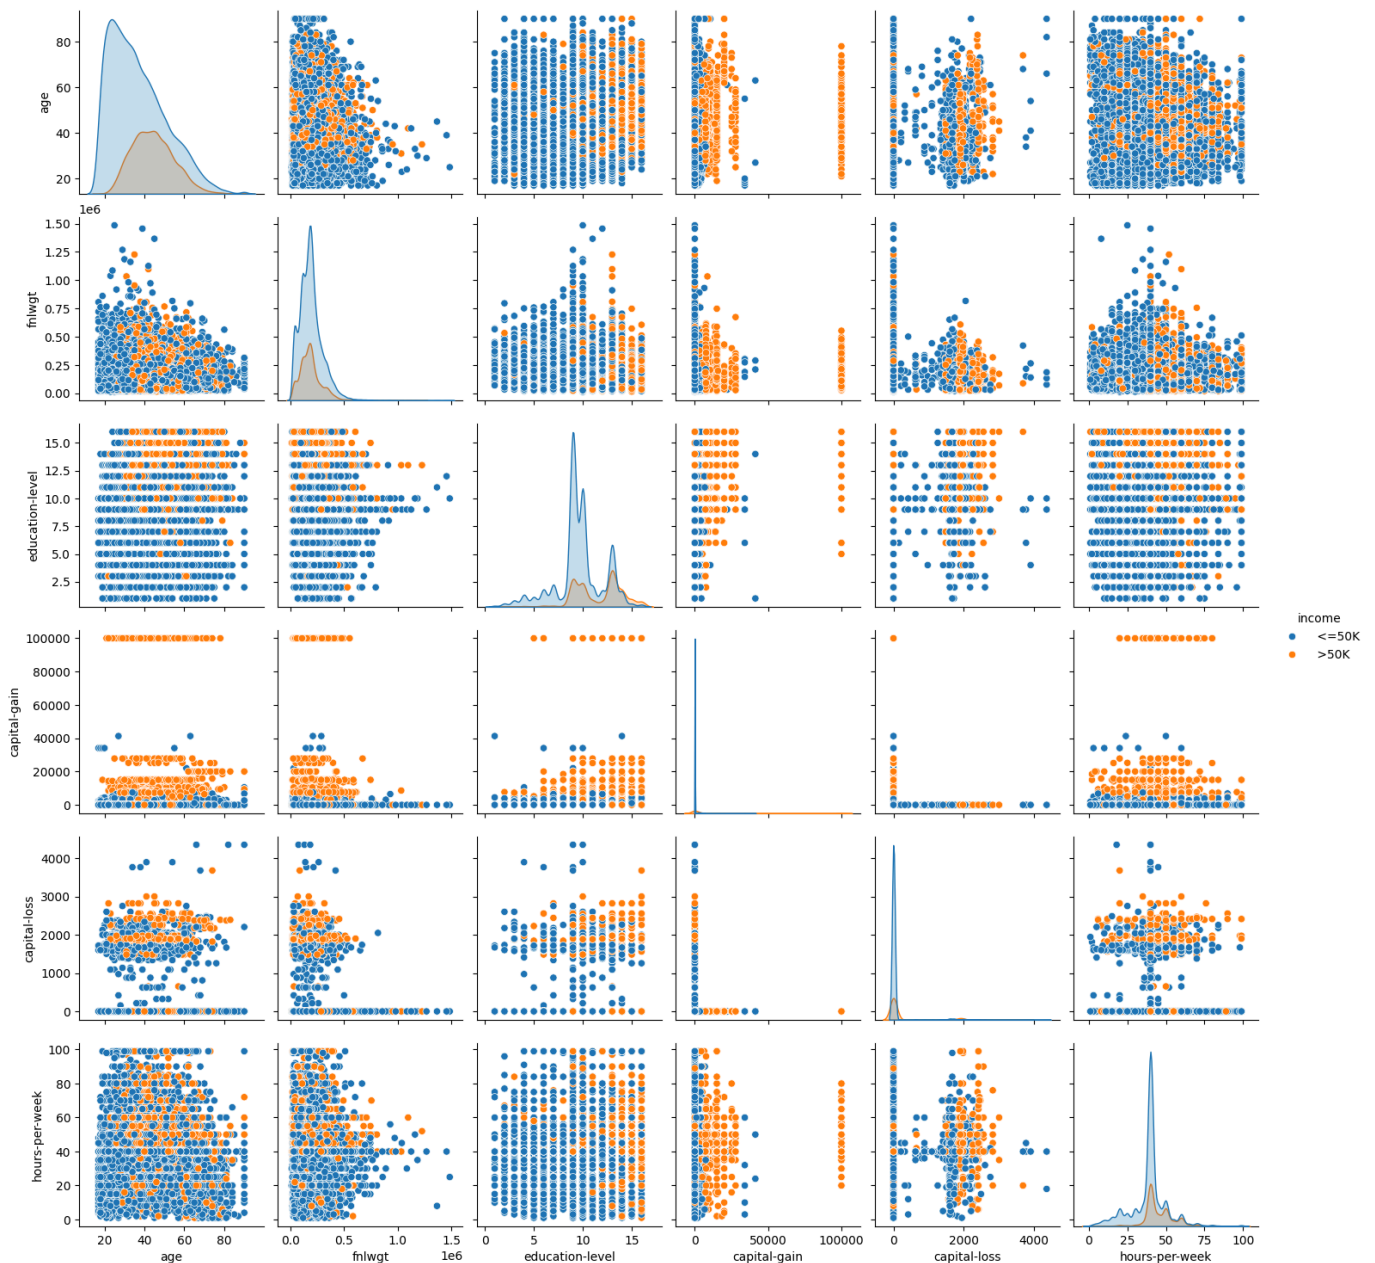 80
60
40
20
age
1e6
1.50
1.25
1.00
0.75
0.50
0.25
0.00
fnlwgt
15.0
12.5
10.0
7.5
5.0
2.5
education-level
income
<=50K
>50K
100000
80000
60000
40000
20000
0
capital-gain
4000
3000
2000
1000
0
capital-loss
100
80
60
40
20
0
hours-per-week
20 40 60 80
age
0.0 0.5 1.0
1e6
fnlwgt
0 5 10 15
education-level
0 50000 100000
capital-gain
0 2000 4000
capital-loss
0 25 50 75 100
hours-per-week